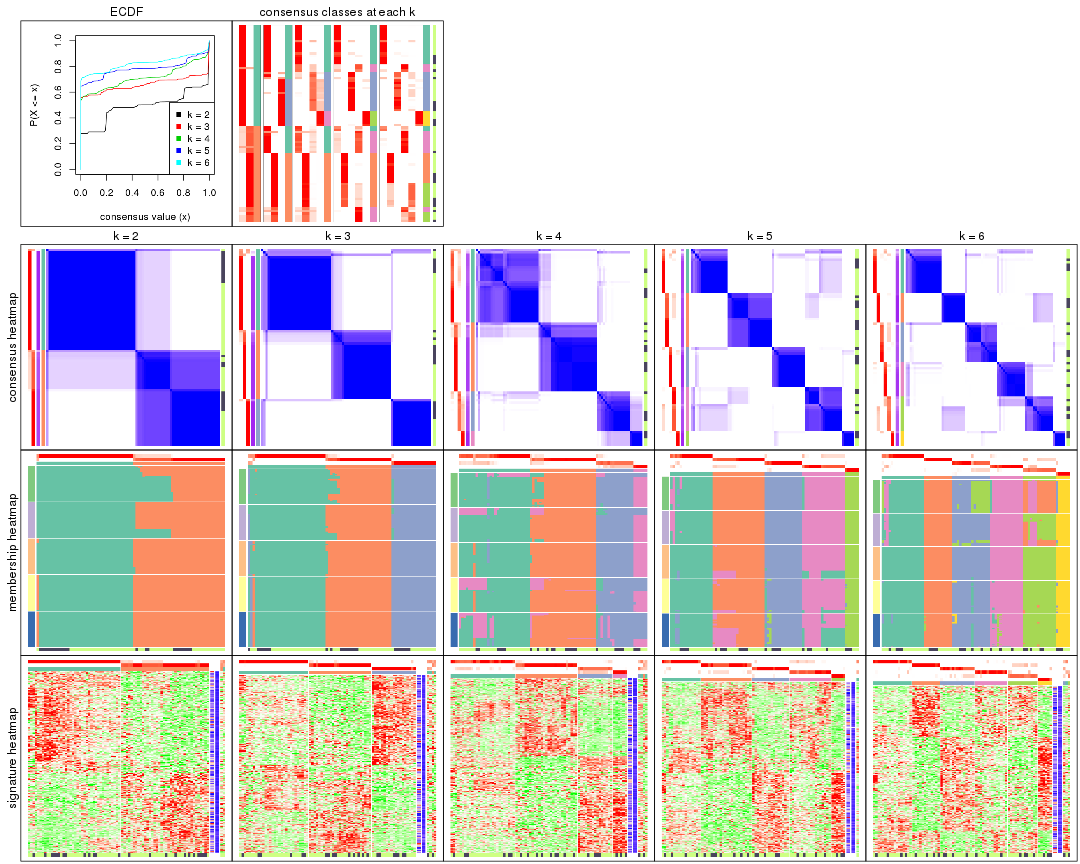 ECDF
consensus classes at each k
P(X <= x)
0.0 0.2 0.4 0.6 0.8 1.0
k = 2
k = 3
k = 4
k = 5
k = 6
0.0 0.2 0.4 0.6 0.8 1.0
consensus value (x)
k = 2
k = 3
k = 4
k = 5
k = 6
consensus heatmap
membership heatmap
signature heatmap